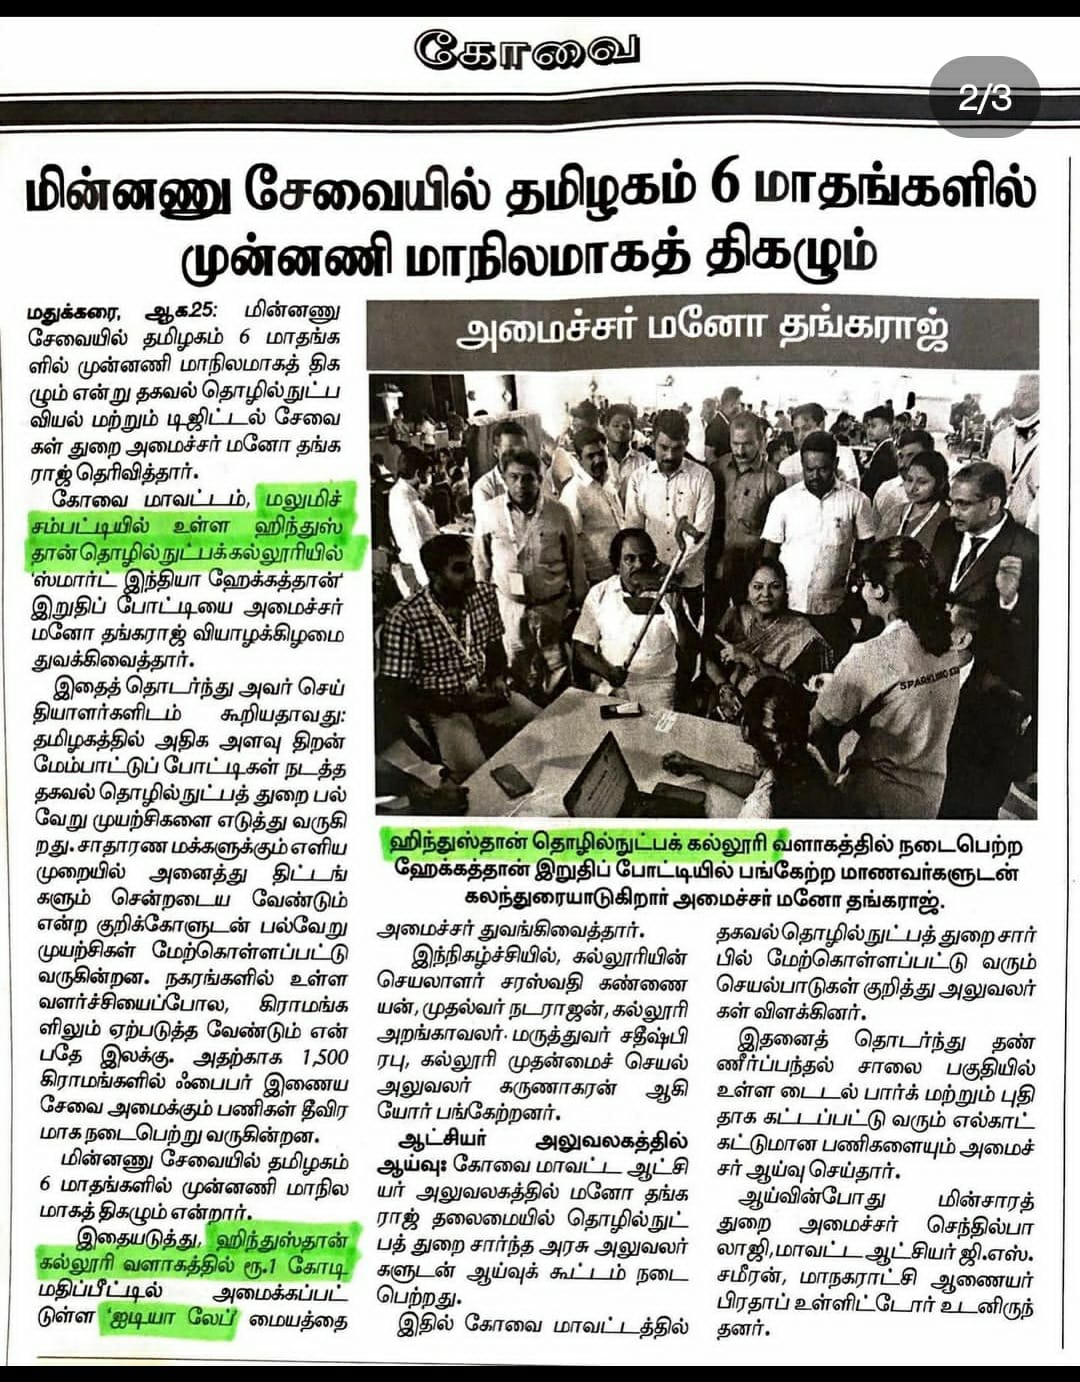 கோவை
2/3
மின்னணு சேவையில் தமிழகம் 6 மாதங்களில்
முன்னணி மாநிலமாகத் திகழும்
அமைச்சர் மனோ தங்கராஜ்
மதுக்கரை, ஆக.25: மின்னணு
சேவையில் தமிழகம் 6 மாதங்க
ளில் முன்னணி மாநிலமாகத் திக
ழும் என்று தகவல் தொழில்நுட்ப
வியல் மற்றும் டிஜிட்டல் சேவை
கள் துறை அமைச்சர் மனோ தங்க
ராஜ் தெரிவித்தார்.
கோவை மாவட்டம், மலுமிச்
சம்பட்டியில் உள்ள ஹிந்துஸ்
தான் தொழில்நுட்பக்கல்லூரியில்
'ஸ்மார்ட் இந்தியா ஹேக்கத்தான்'
இறுதிப் போட்டியை அமைச்சர்
மனோ தங்கராஜ் வியாழக்கிழமை
துவக்கிவைத்தார்.
இதைத் தொடர்ந்து அவர் செய்
தியாளர்களிடம் கூறியதாவது:
தமிழகத்தில் அதிக அளவு திறன்
மேம்பாட்டுப் போட்டிகள் நடத்த
தகவல் தொழில்நுட்பத் துறை பல்
வேறு முயற்சிகளை எடுத்து வருகி
றது. சாதாரண மக்களுக்கும் எளிய
முறையில் அனைத்து திட்டங்
களும் சென்றடைய வேண்டும்
என்ற குறிக்கோளுடன் பல்வேறு
முயற்சிகள் மேற்கொள்ளப்பட்டு
வருகின்றன. நகரங்களில் உள்ள
வளர்ச்சியைப்போல, கிராமங்க
ளிலும் ஏற்படுத்த வேண்டும் என்
பதே இலக்கு. அதற்காக 1,500
கிராமங்களில் ஃபைபர் இணைய
சேவை அமைக்கும் பணிகள் தீவிர
மாக நடைபெற்று வருகின்றன.
மின்னணு சேவையில் தமிழகம்
6 மாதங்களில் முன்னணி மாநில
மாகத் திகழும் என்றார்.
இதையடுத்து, ஹிந்துஸ்தான்
கல்லூரி வளாகத்தில் ரூ.1 கோடி
மதிப்பீட்டில் அமைக்கப்பட்
டுள்ள 'ஐடியா லேப்' மையத்தை
SPARKLING
ஹிந்துஸ்தான் தொழில்நுட்பக் கல்லூரி வளாகத்தில் நடைபெற்ற
ஹேக்கத்தான் இறுதிப் போட்டியில் பங்கேற்ற மாணவர்களுடன்
கலந்துரையாடுகிறார் அமைச்சர் மனோ தங்கராஜ்.
அமைச்சர் துவங்கிவைத்தார்.
இந்நிகழ்ச்சியில், கல்லூரியின்
செயலாளர் சரஸ்வதி கண்ணை
யன், முதல்வர் நடராஜன், கல்லூரி
அறங்காவலர். மருத்துவர் சதீஷ்பி
ரபு, கல்லூரி முதன்மைச் செயல்
அலுவலர் கருணாகரன் ஆகி
யோர் பங்கேற்றனர்.
ஆட்சியர் அலுவலகத்தில்
ஆய்வு: கோவை மாவட்ட ஆட்சி
யர் அலுவலகத்தில் மனோ தங்க
ராஜ் தலைமையில் தொழில்நுட்
பத் துறை சார்ந்த அரசு அலுவலர்
களுடன் ஆய்வுக் கூட்டம் நடை
பெற்றது.
இதில் கோவை மாவட்டத்தில்
தகவல் தொழில்நுட்பத் துறை சார்
பில் மேற்கொள்ளப்பட்டு வரும்
செயல்பாடுகள் குறித்து அலுவலர்
கள் விளக்கினர்.
இதனைத் தொடர்ந்து தண்
ணீர்ப்பந்தல் சாலை பகுதியில்
உள்ள டைடல் பார்க் மற்றும் புதி
தாக கட்டப்பட்டு வரும் எல்காட்
கட்டுமான பணிகளையும் அமைச்
சர் ஆய்வு செய்தார்.
ஆய்வின்போது மின்சாரத்
துறை அமைச்சர் செந்தில்பா
லாஜி, மாவட்ட ஆட்சியர் ஜி.எஸ்.
சமீரன், மாநகராட்சி ஆணையர்
பிரதாப் உள்ளிட்டோர் உடனிருந்
தனர்.